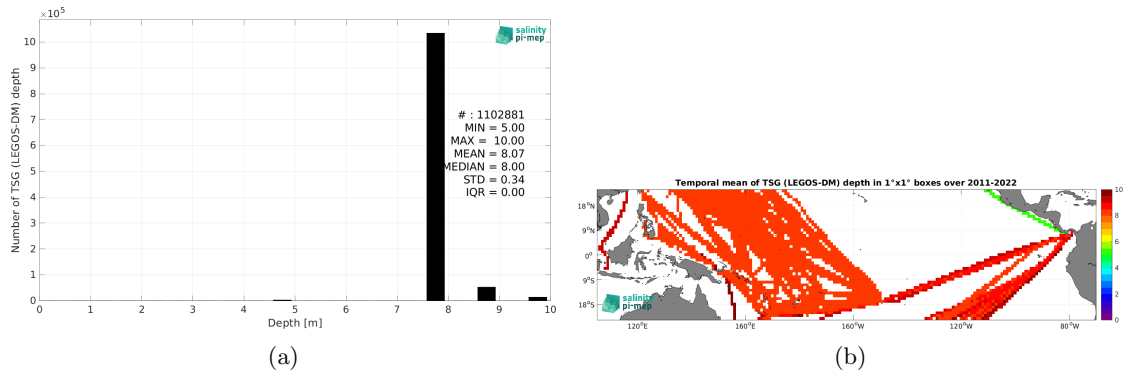 ×10⁵
10
9
8
7
6
5
4
3
2
1
0
Number of TSG (LEGOS-DM) depth
0 1 2 3 4 5 6 7 8 9 10
Depth [m]
salinity
pi-mep
# : 1102881
MIN = 5.00
MAX = 10.00
MEAN = 8.07
MEDIAN = 8.00
STD = 0.34
IQR = 0.00
(a)
Temporal mean of TSG (LEGOS-DM) depth in 1°x1° boxes over 2011-2022
18°N
9°N
0°
9°S
18°S
120°E 160°E 160°W 120°W 80°W
salinity
pi-mep
10
8
6
4
2
0
(b)